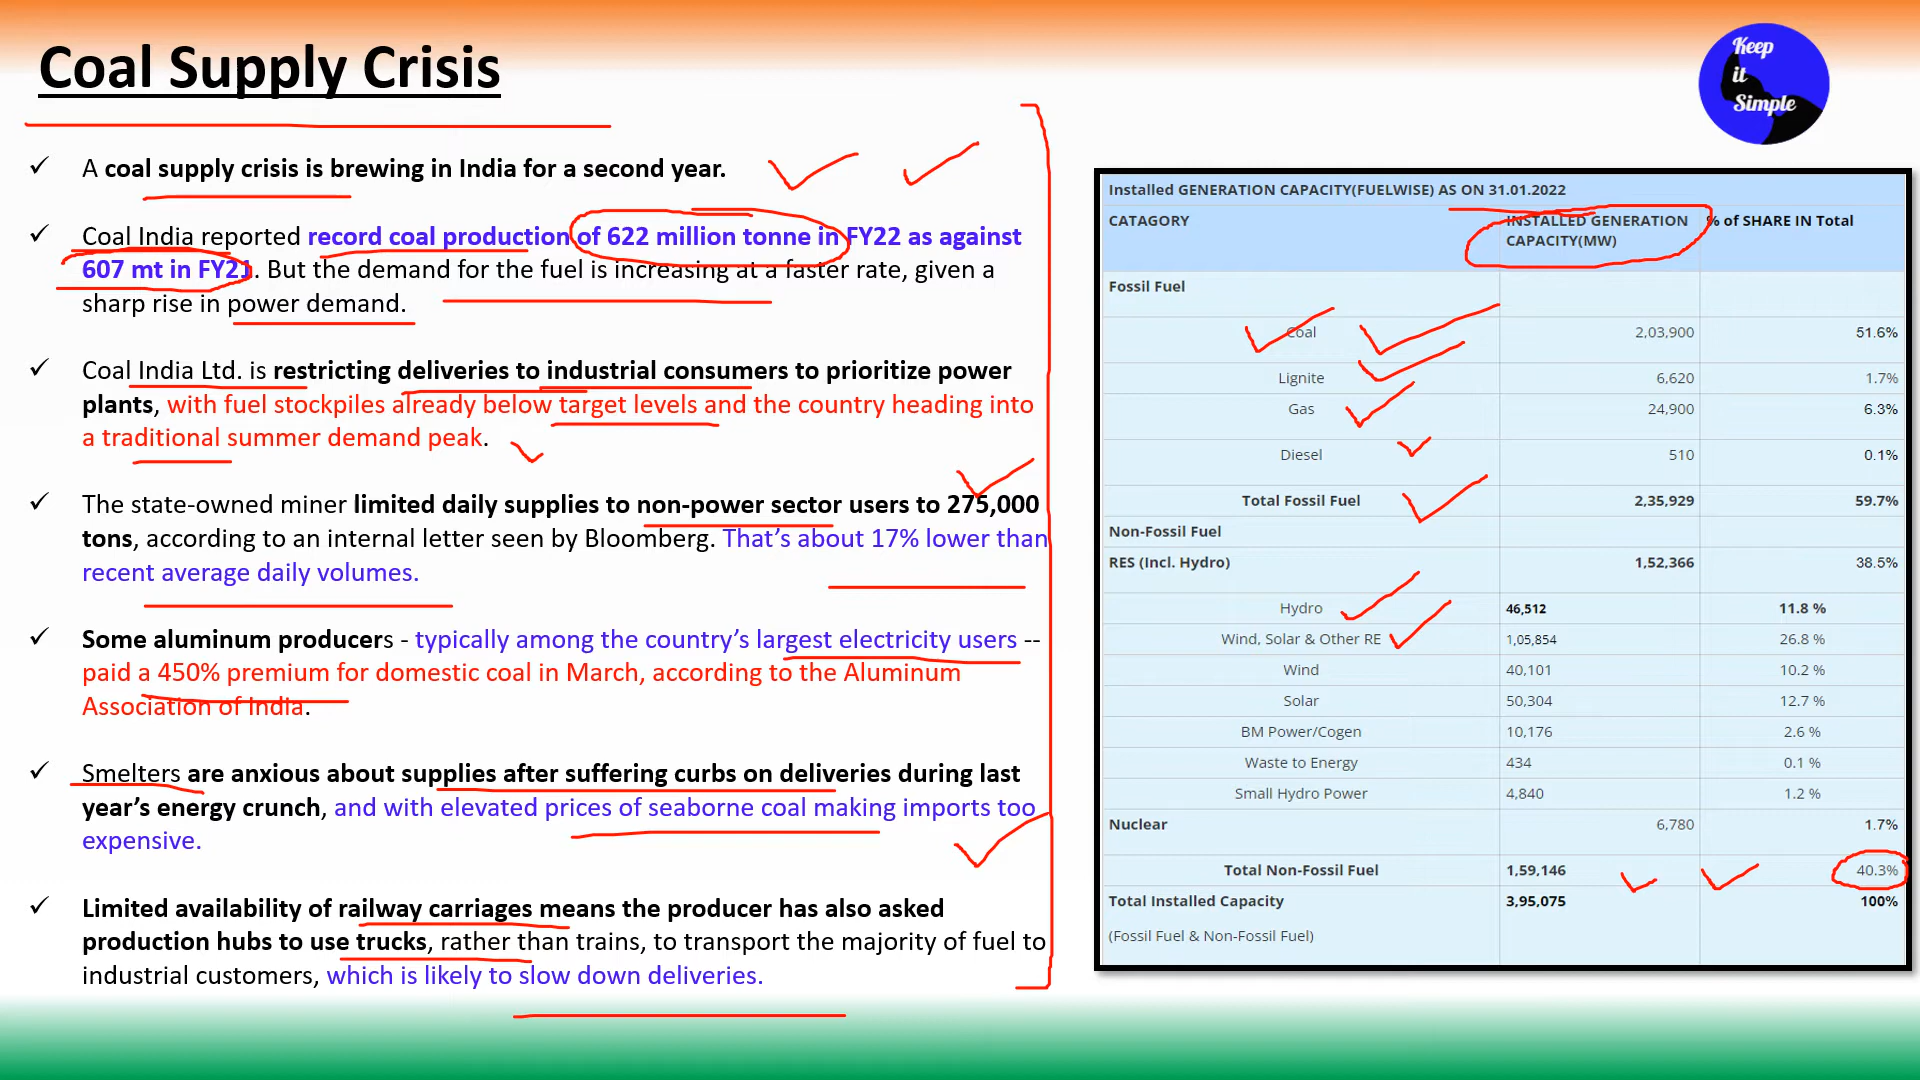 Coal Supply Crisis
Keep
it
Simple
A coal supply crisis is brewing in India for a second year.
Coal India reported record coal production of 622 million tonne in FY22 as against
607 mt in FY21. But the demand for the fuel is increasing at a faster rate, given a
sharp rise in power demand.
Coal India Ltd. is restricting deliveries to industrial consumers to prioritize power
plants, with fuel stockpiles already below target levels and the country heading into
a traditional summer demand peak.
The state-owned miner limited daily supplies to non-power sector users to 275,000
tons, according to an internal letter seen by Bloomberg. That’s about 17% lower than
recent average daily volumes.
Some aluminum producers - typically among the country’s largest electricity users --
paid a 450% premium for domestic coal in March, according to the Aluminum
Association of India.
Smelters are anxious about supplies after suffering curbs on deliveries during last
year’s energy crunch, and with elevated prices of seaborne coal making imports too
expensive.
Limited availability of railway carriages means the producer has also asked
production hubs to use trucks, rather than trains, to transport the majority of fuel to
industrial customers, which is likely to slow down deliveries.
Installed GENERATION CAPACITY(FUELWISE) AS ON 31.01.2022
CATAGORY INSTALLED GENERATION % of SHARE IN Total
CAPACITY(MW)
Fossil Fuel
Coal 2,03,900 51.6%
Lignite 6,620 1.7%
Gas 24,900 6.3%
Diesel 510 0.1%
Total Fossil Fuel 2,35,929 59.7%
Non-Fossil Fuel
RES (Incl. Hydro) 1,52,366 38.5%
Hydro 46,512 11.8 %
Wind, Solar & Other RE 1,05,854 26.8 %
Wind 40,101 10.2 %
Solar 50,304 12.7 %
BM Power/Cogen 10,176 2.6 %
Waste to Energy 434 0.1 %
Small Hydro Power 4,840 1.2 %
Nuclear 6,780 1.7%
Total Non-Fossil Fuel 1,59,146 40.3%
Total Installed Capacity 3,95,075 100%
(Fossil Fuel & Non-Fossil Fuel)